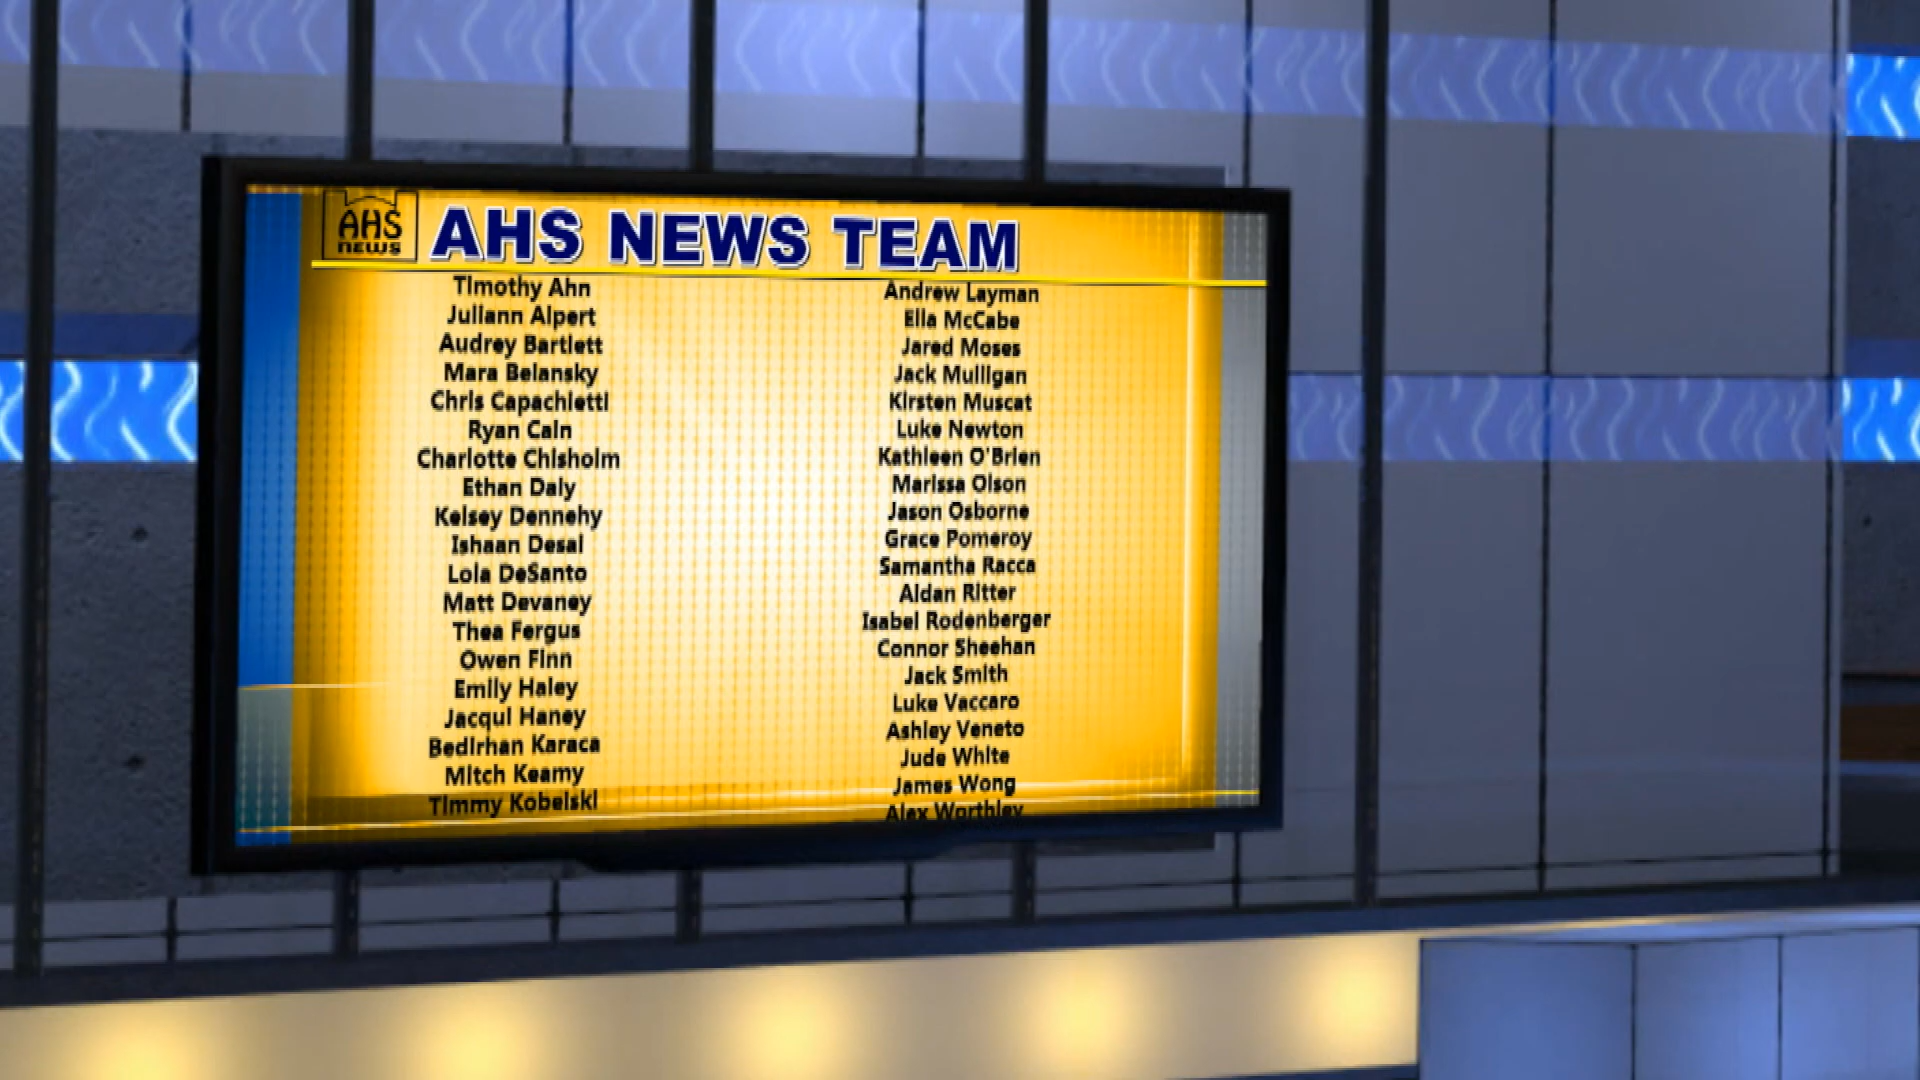 AHS
NEWS
AHS NEWS TEAM
Timothy Ahn
Juliann Alpert
Audrey Bartlett
Mara Belansky
Chris Capachietti
Ryan Cain
Charlotte Chisholm
Ethan Daly
Kelsey Dennehy
Ishaan Desai
Lola DeSanto
Matt Devaney
Thea Fergus
Owen Finn
Emily Haley
Jacqui Haney
Bedirhan Karaca
Mitch Keamy
Timmy Kobelski
Andrew Layman
Ella McCabe
Jared Moses
Jack Mulligan
Kirsten Muscat
Luke Newton
Kathleen O'Brien
Marissa Olson
Jason Osborne
Grace Pomeroy
Samantha Racca
Aidan Ritter
Isabel Rodenberger
Connor Sheehan
Jack Smith
Luke Vaccaro
Ashley Veneto
Jude White
James Wong
Alex Worthley